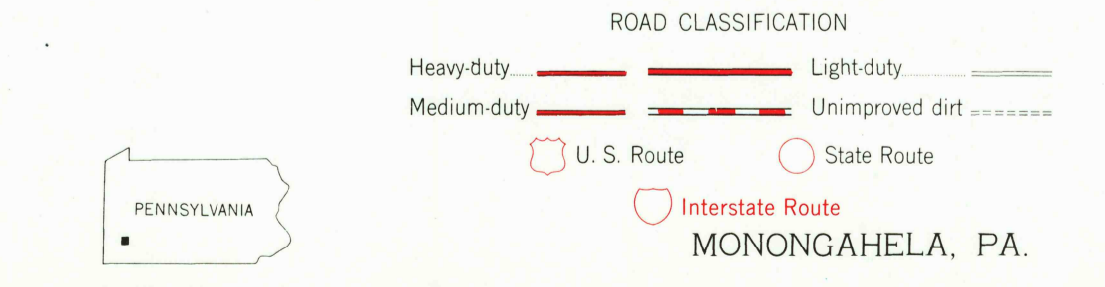 ROAD CLASSIFICATION
Heavy-duty Light-duty
Medium-duty Unimproved dirt
U. S. Route State Route
Interstate Route
PENNSYLVANIA
MONONGAHELA, PA.